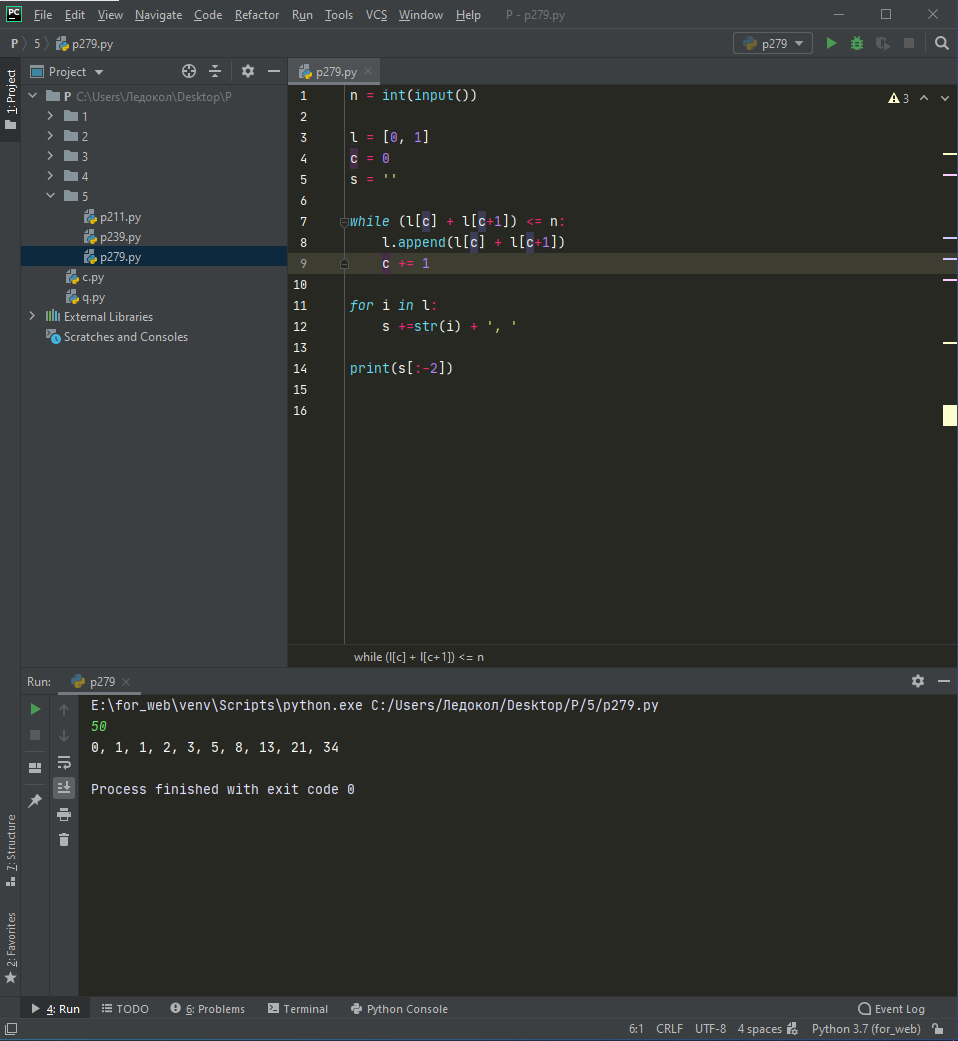 PC File Edit View Navigate Code Refactor Run Tools VCS Window Help P - p279.py
P 5 p279.py p279
1: Project
Project
p279.py
P C:\Users\Ледокол\Desktop\P
1
2
3
4
5
p211.py
p239.py
p279.py
c.py
q.py
External Libraries
Scratches and Consoles
3
1 n = int(input())
2
3 l = [0, 1]
4 c = 0
5 s = ''
6
7 while (l[c] + l[c+1]) <= n:
8     l.append(l[c] + l[c+1])
9     c += 1
10
11 for i in l:
12     s +=str(i) + ', '
13
14 print(s[:-2])
15
16
while (l[c] + l[c+1]) <= n
Run: p279
E:\for_web\venv\Scripts\python.exe C:/Users/Ледокол/Desktop/P/5/p279.py
50
0, 1, 1, 2, 3, 5, 8, 13, 21, 34
Process finished with exit code 0
7: Structure
2: Favorites
4: Run TODO 6: Problems Terminal Python Console Event Log
6:1 CRLF UTF-8 4 spaces Python 3.7 (for_web)